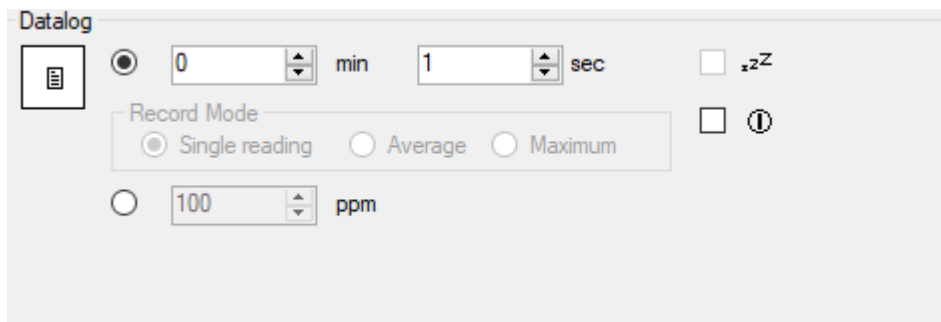 Datalog
0 min 1 sec zzZ
Record Mode
Single reading Average Maximum
100 ppm